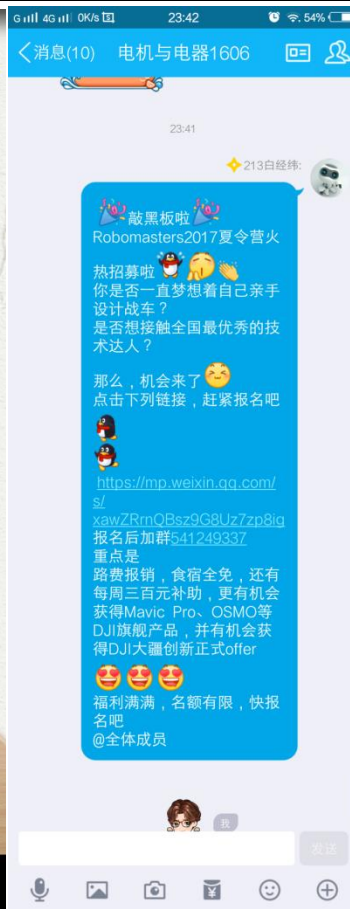 G 4G 0K/s 23:42 54%
消息(10) 电机与电器1606
23:41
213白经纬:
敲黑板啦
Robomasters2017夏令营火
热招募啦
你是否一直梦想着自己亲手
设计战车？
是否想接触全国最优秀的技
术达人？
那么，机会来了
点击下列链接，赶紧报名吧
https://mp.weixin.qq.com/
s/
xawZRrnQBsz9G8Uz7zp8ig
报名后加群541249337
重点是
路费报销，食宿全免，还有
每周三百元补助，更有机会
获得Mavic Pro、OSMO等
DJI旗舰产品，并有机会获
得DJI大疆创新正式offer
福利满满，名额有限，快报
名吧
@全体成员
我
发送